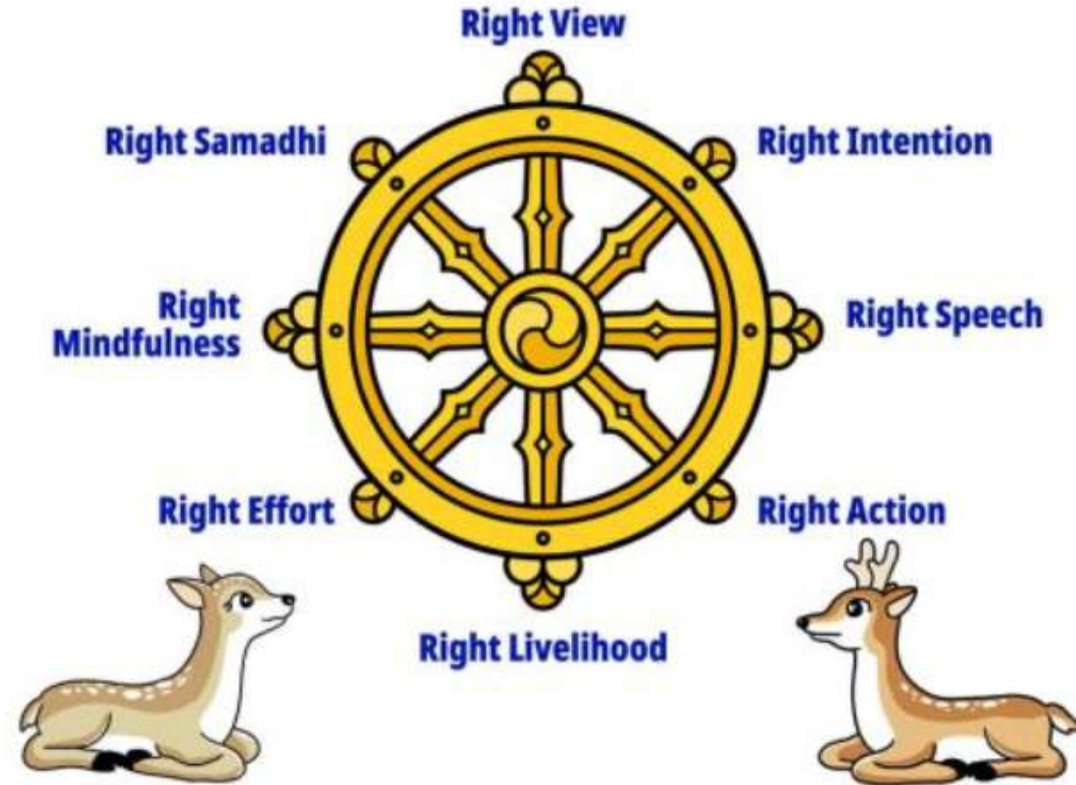 Right View
Right Samadhi
Right Intention
Right
Mindfulness
Right Speech
Right Effort
Right Action
Right Livelihood